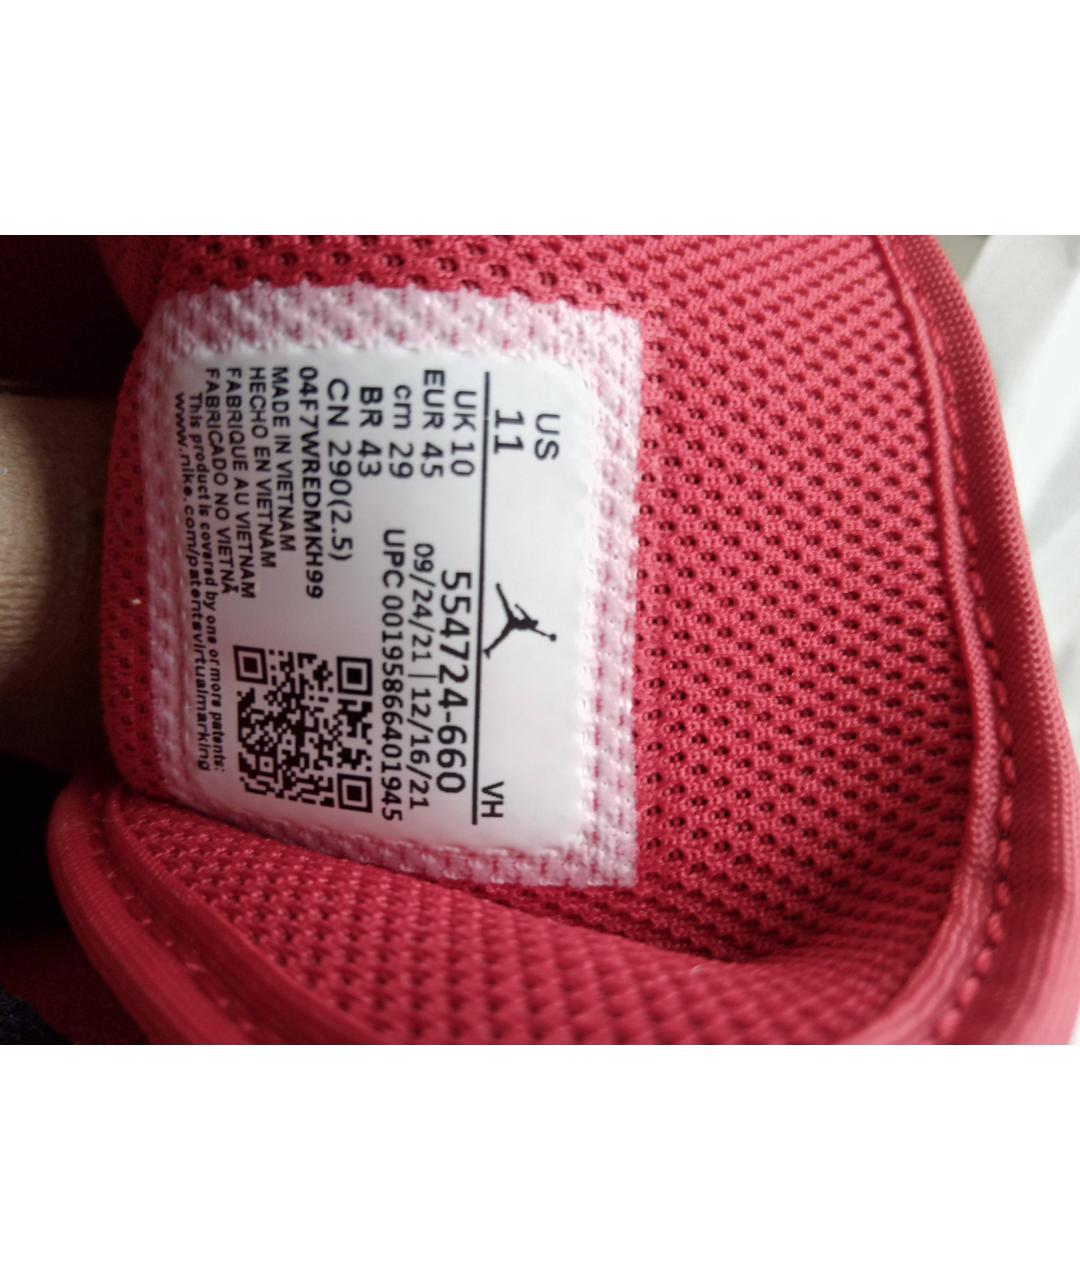 US
11
VH
UK 10
554724-660
EUR 45
09/24/21 | 12/16/21
cm 29
UPC 00195866401945
BR 43
CN 290(2.5)
04F7WREDMKH99
MADE IN VIETNAM
HECHO EN VIETNAM
FABRIQUE AU VIETNAM
FABRICADO NO VIETNÃ
This product is covered by one or more patents:
www.nike.com/patentsvirtualmarking